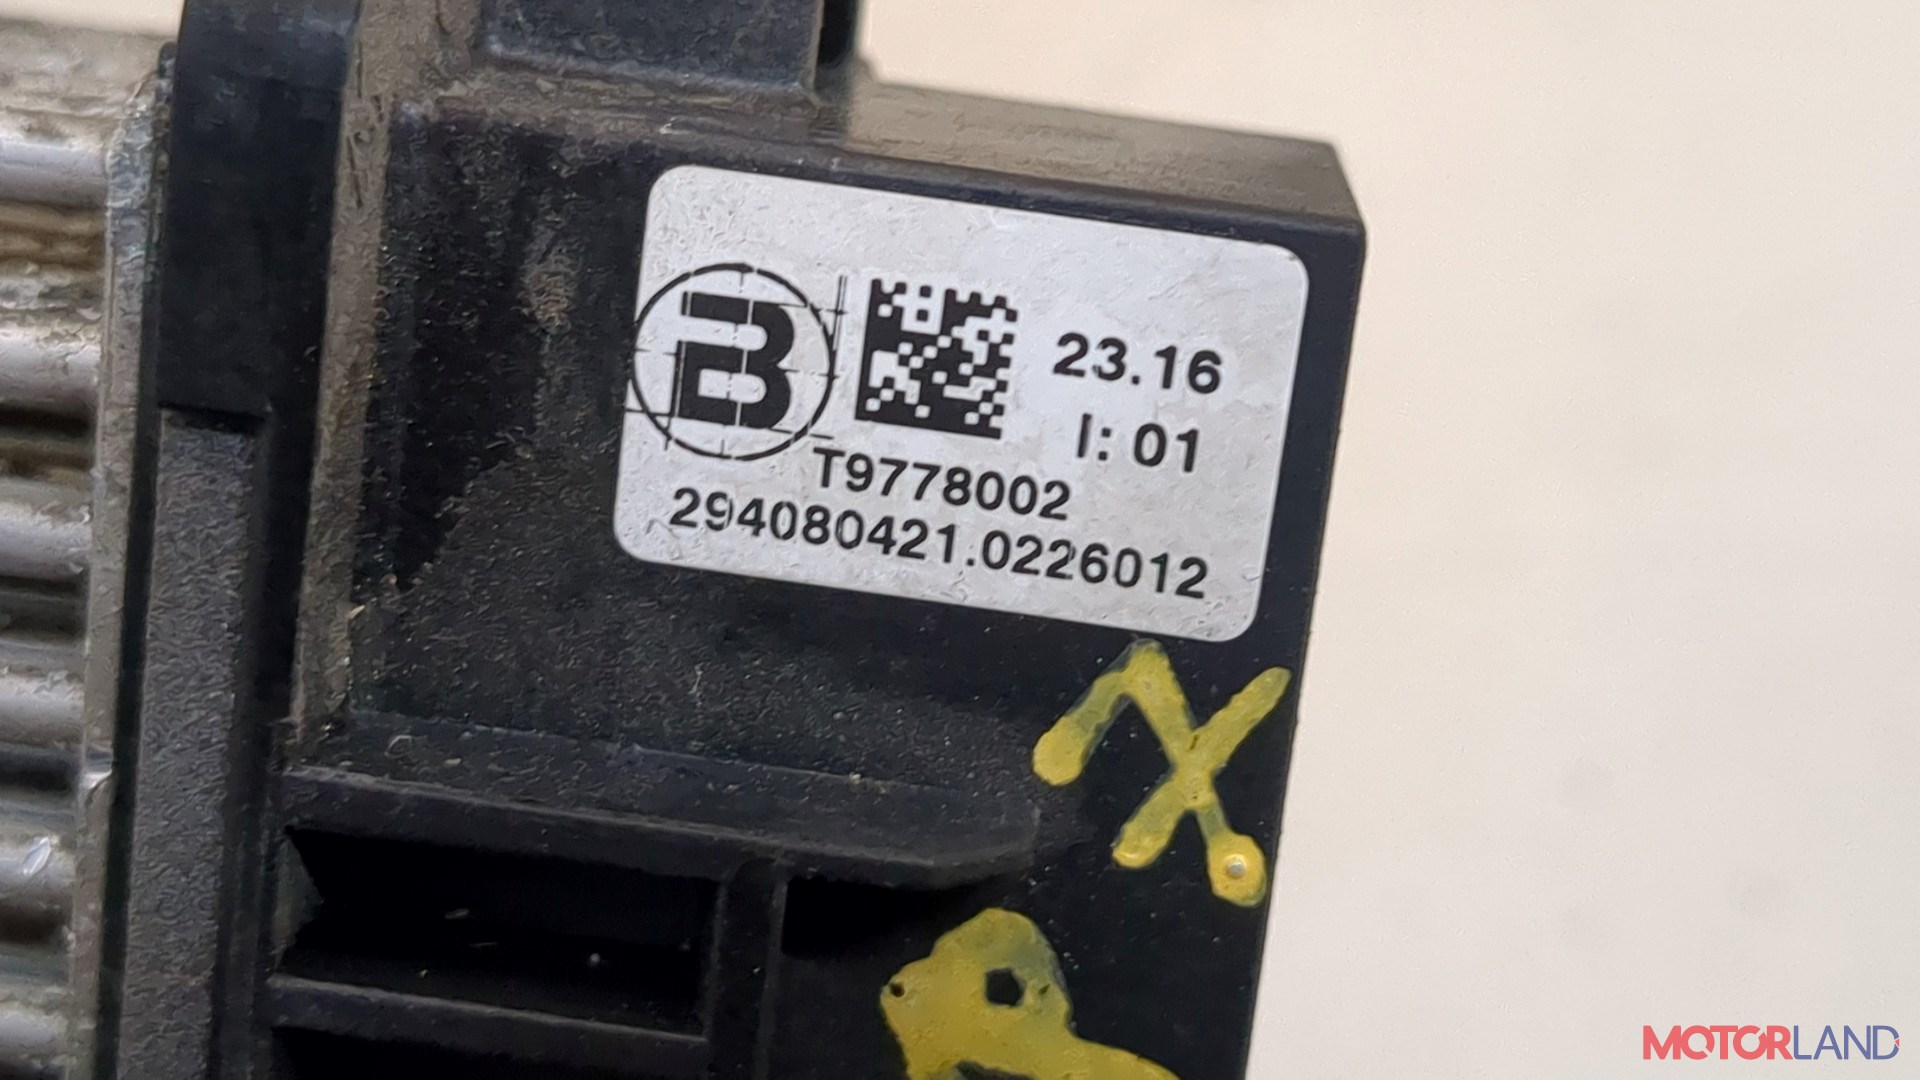 B
23.16
I: 01
T9778002
294080421.0226012
MOTORLAND